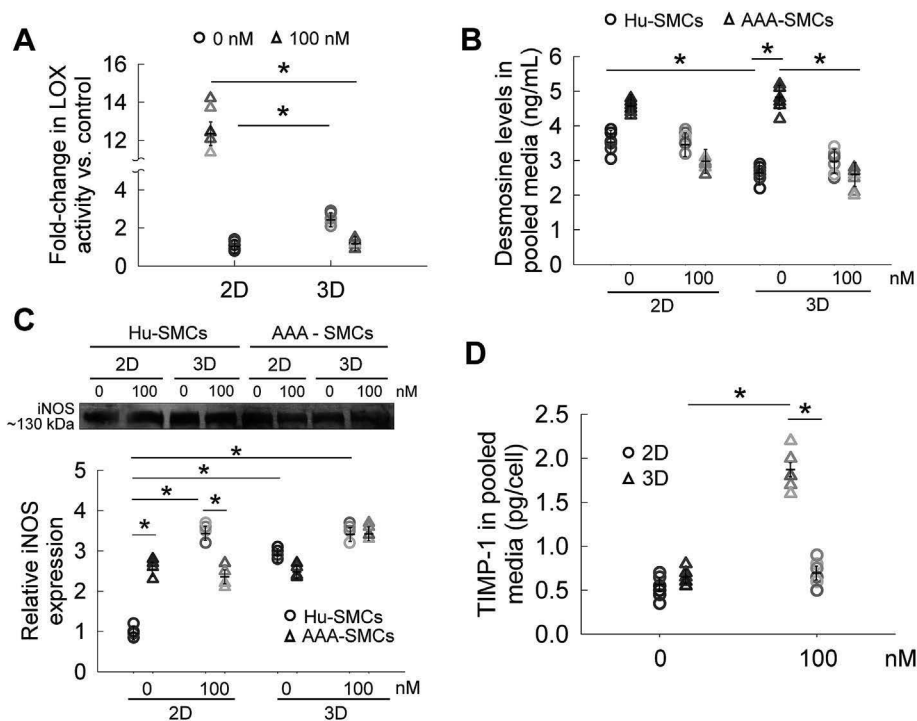 A
○ 0 nM △ 100 nM
Fold-change in LOX
activity vs. control
16
14
12
4
2
0
*
*
2D 3D
B
○ Hu-SMCs △ AAA-SMCs
Desmosine levels in
pooled media (ng/mL)
6
5
4
3
2
1
0
* * *
0 100 0 100 nM
2D 3D
C
Hu-SMCs AAA - SMCs
2D 3D 2D 3D
0 100 0 100 0 100 0 100 nM
iNOS
~130 kDa
Relative iNOS
expression
5
4
3
2
1
0
*
*
* *
*
○ Hu-SMCs
△ AAA-SMCs
0 100 0 100 nM
2D 3D
D
TIMP-1 in pooled
media (pg/cell)
2.5
2.0
1.5
1.0
0.5
0.0
* *
○ 2D
△ 3D
0 100 nM